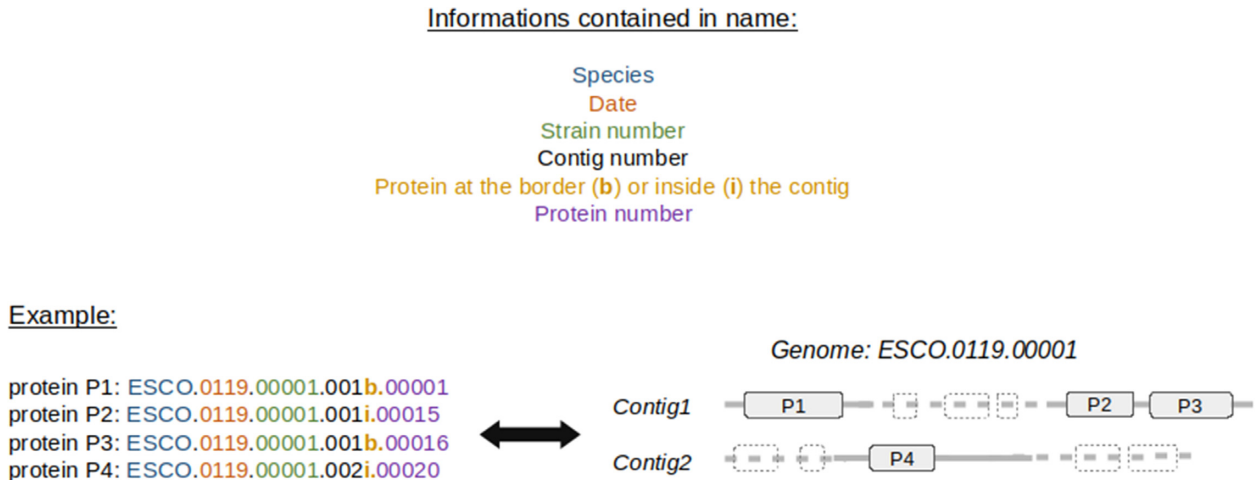 Informations contained in name:
Species
Date
Strain number
Contig number
Protein at the border (b) or inside (i) the contig
Protein number
Example:
Genome: ESCO.0119.00001
protein P1: ESCO.0119.00001.001b.00001
protein P2: ESCO.0119.00001.001i.00015
protein P3: ESCO.0119.00001.001b.00016
protein P4: ESCO.0119.00001.002i.00020
Contig1 P1 P2 P3
Contig2 P4